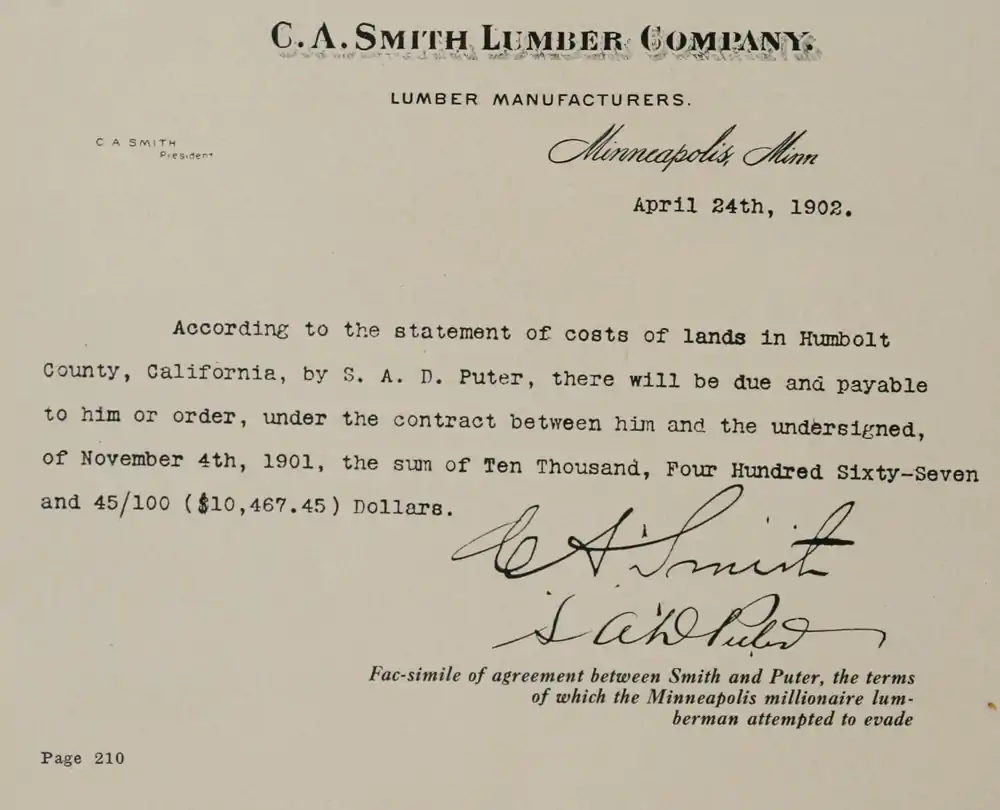 C. A. SMITH LUMBER COMPANY.
LUMBER MANUFACTURERS.
C A SMITH
President
Minneapolis, Minn
April 24th, 1902.
According to the statement of costs of lands in Humbolt
County, California, by S. A. D. Puter, there will be due and payable
to him or order, under the contract between him and the undersigned,
of November 4th, 1901, the sum of Ten Thousand, Four Hundred Sixty-Seven
and 45/100 ($10,467.45) Dollars.
C A Smith
S A D Puter
Fac-simile of agreement between Smith and Puter, the terms
of which the Minneapolis millionaire lum-
berman attempted to evade
Page 210